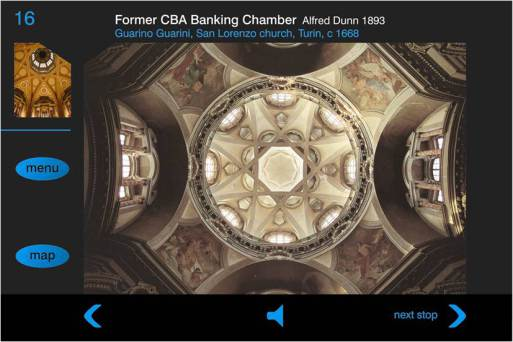 16
Former CBA Banking Chamber Alfred Dunn 1893
Guarino Guarini, San Lorenzo church, Turin, c 1668
menu
map
next stop